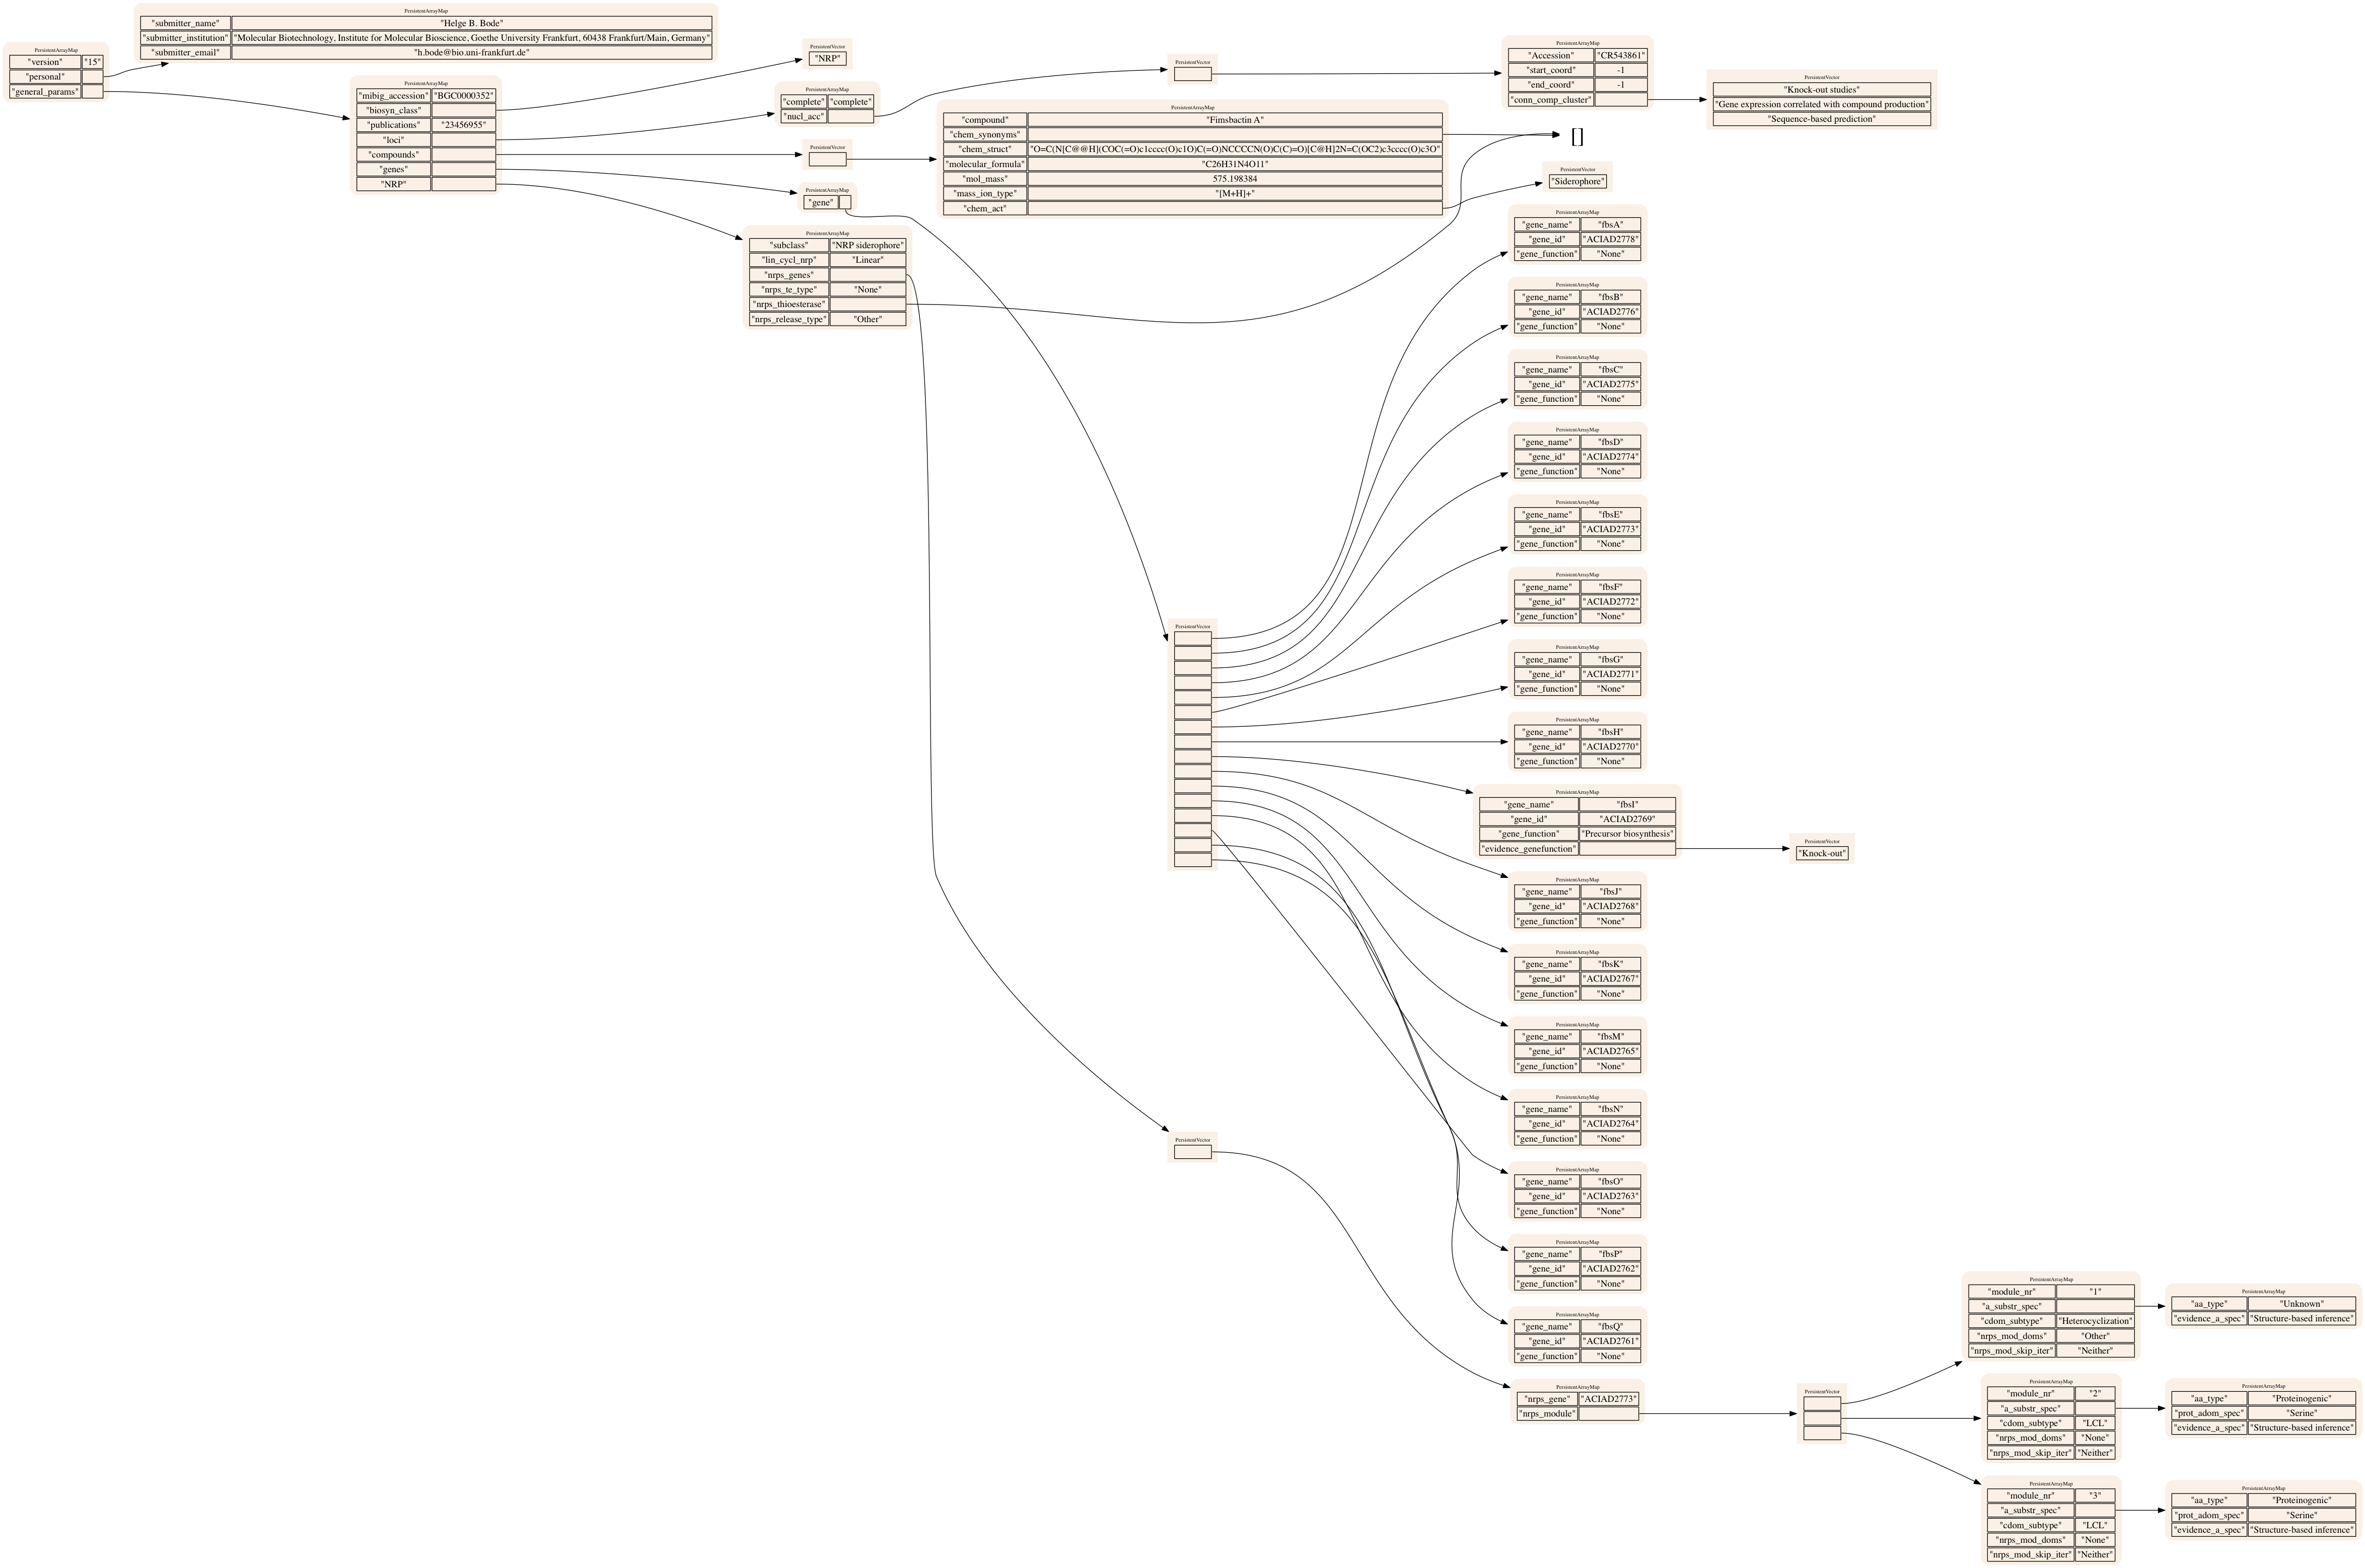 PersistentArrayMap
"version" "15"
"personal"
"general_params"
PersistentArrayMap
"submitter_name" "Helge B. Bode"
"submitter_institution" "Molecular Biotechnology, Institute for Molecular Bioscience, Goethe University Frankfurt, 60438 Frankfurt/Main, Germany"
"submitter_email" "h.bode@bio.uni-frankfurt.de"
PersistentArrayMap
"mibig_accession" "BGC0000352"
"biosyn_class"
"publications" "23456955"
"loci"
"compounds"
"genes"
"NRP"
PersistentVector
"NRP"
PersistentArrayMap
"complete" "complete"
"nucl_acc"
PersistentVector
PersistentArrayMap
"gene"
PersistentArrayMap
"subclass" "NRP siderophore"
"lin_cycl_nrp" "Linear"
"nrps_genes"
"nrps_te_type" "None"
"nrps_thioesterase"
"nrps_release_type" "Other"
PersistentVector
PersistentArrayMap
"compound" "Fimsbactin A"
"chem_synonyms"
"chem_struct" "O=C(N[C@@H](COC(=O)c1cccc(O)c1O)C(=O)NCCCCN(O)C(C)=O)[C@H]2N=C(OC2)c3cccc(O)c3O"
"molecular_formula" "C26H31N4O11"
"mol_mass" 575.198384
"mass_ion_type" "[M+H]+"
"chem_act"
PersistentVector
PersistentVector
PersistentArrayMap
"Accession" "CR543861"
"start_coord" -1
"end_coord" -1
"conn_comp_cluster"
PersistentVector
"Knock-out studies"
"Gene expression correlated with compound production"
"Sequence-based prediction"
[]
PersistentVector
"Siderophore"
PersistentArrayMap
"gene_name" "fbsA"
"gene_id" "ACIAD2778"
"gene_function" "None"
PersistentArrayMap
"gene_name" "fbsB"
"gene_id" "ACIAD2776"
"gene_function" "None"
PersistentArrayMap
"gene_name" "fbsC"
"gene_id" "ACIAD2775"
"gene_function" "None"
PersistentArrayMap
"gene_name" "fbsD"
"gene_id" "ACIAD2774"
"gene_function" "None"
PersistentArrayMap
"gene_name" "fbsE"
"gene_id" "ACIAD2773"
"gene_function" "None"
PersistentArrayMap
"gene_name" "fbsF"
"gene_id" "ACIAD2772"
"gene_function" "None"
PersistentArrayMap
"gene_name" "fbsG"
"gene_id" "ACIAD2771"
"gene_function" "None"
PersistentArrayMap
"gene_name" "fbsH"
"gene_id" "ACIAD2770"
"gene_function" "None"
PersistentArrayMap
"gene_name" "fbsI"
"gene_id" "ACIAD2769"
"gene_function" "Precursor biosynthesis"
"evidence_genefunction"
PersistentVector
"Knock-out"
PersistentArrayMap
"gene_name" "fbsJ"
"gene_id" "ACIAD2768"
"gene_function" "None"
PersistentArrayMap
"gene_name" "fbsK"
"gene_id" "ACIAD2767"
"gene_function" "None"
PersistentArrayMap
"gene_name" "fbsM"
"gene_id" "ACIAD2765"
"gene_function" "None"
PersistentArrayMap
"gene_name" "fbsN"
"gene_id" "ACIAD2764"
"gene_function" "None"
PersistentArrayMap
"gene_name" "fbsO"
"gene_id" "ACIAD2763"
"gene_function" "None"
PersistentArrayMap
"gene_name" "fbsP"
"gene_id" "ACIAD2762"
"gene_function" "None"
PersistentArrayMap
"gene_name" "fbsQ"
"gene_id" "ACIAD2761"
"gene_function" "None"
PersistentVector
PersistentArrayMap
"nrps_gene" "ACIAD2773"
"nrps_module"
PersistentVector
PersistentArrayMap
"module_nr" "1"
"a_substr_spec"
"cdom_subtype" "Heterocyclization"
"nrps_mod_doms" "Other"
"nrps_mod_skip_iter" "Neither"
PersistentArrayMap
"aa_type" "Unknown"
"evidence_a_spec" "Structure-based inference"
PersistentArrayMap
"module_nr" "2"
"a_substr_spec"
"cdom_subtype" "LCL"
"nrps_mod_doms" "None"
"nrps_mod_skip_iter" "Neither"
PersistentArrayMap
"aa_type" "Proteinogenic"
"prot_adom_spec" "Serine"
"evidence_a_spec" "Structure-based inference"
PersistentArrayMap
"module_nr" "3"
"a_substr_spec"
"cdom_subtype" "LCL"
"nrps_mod_doms" "None"
"nrps_mod_skip_iter" "Neither"
PersistentArrayMap
"aa_type" "Proteinogenic"
"prot_adom_spec" "Serine"
"evidence_a_spec" "Structure-based inference"